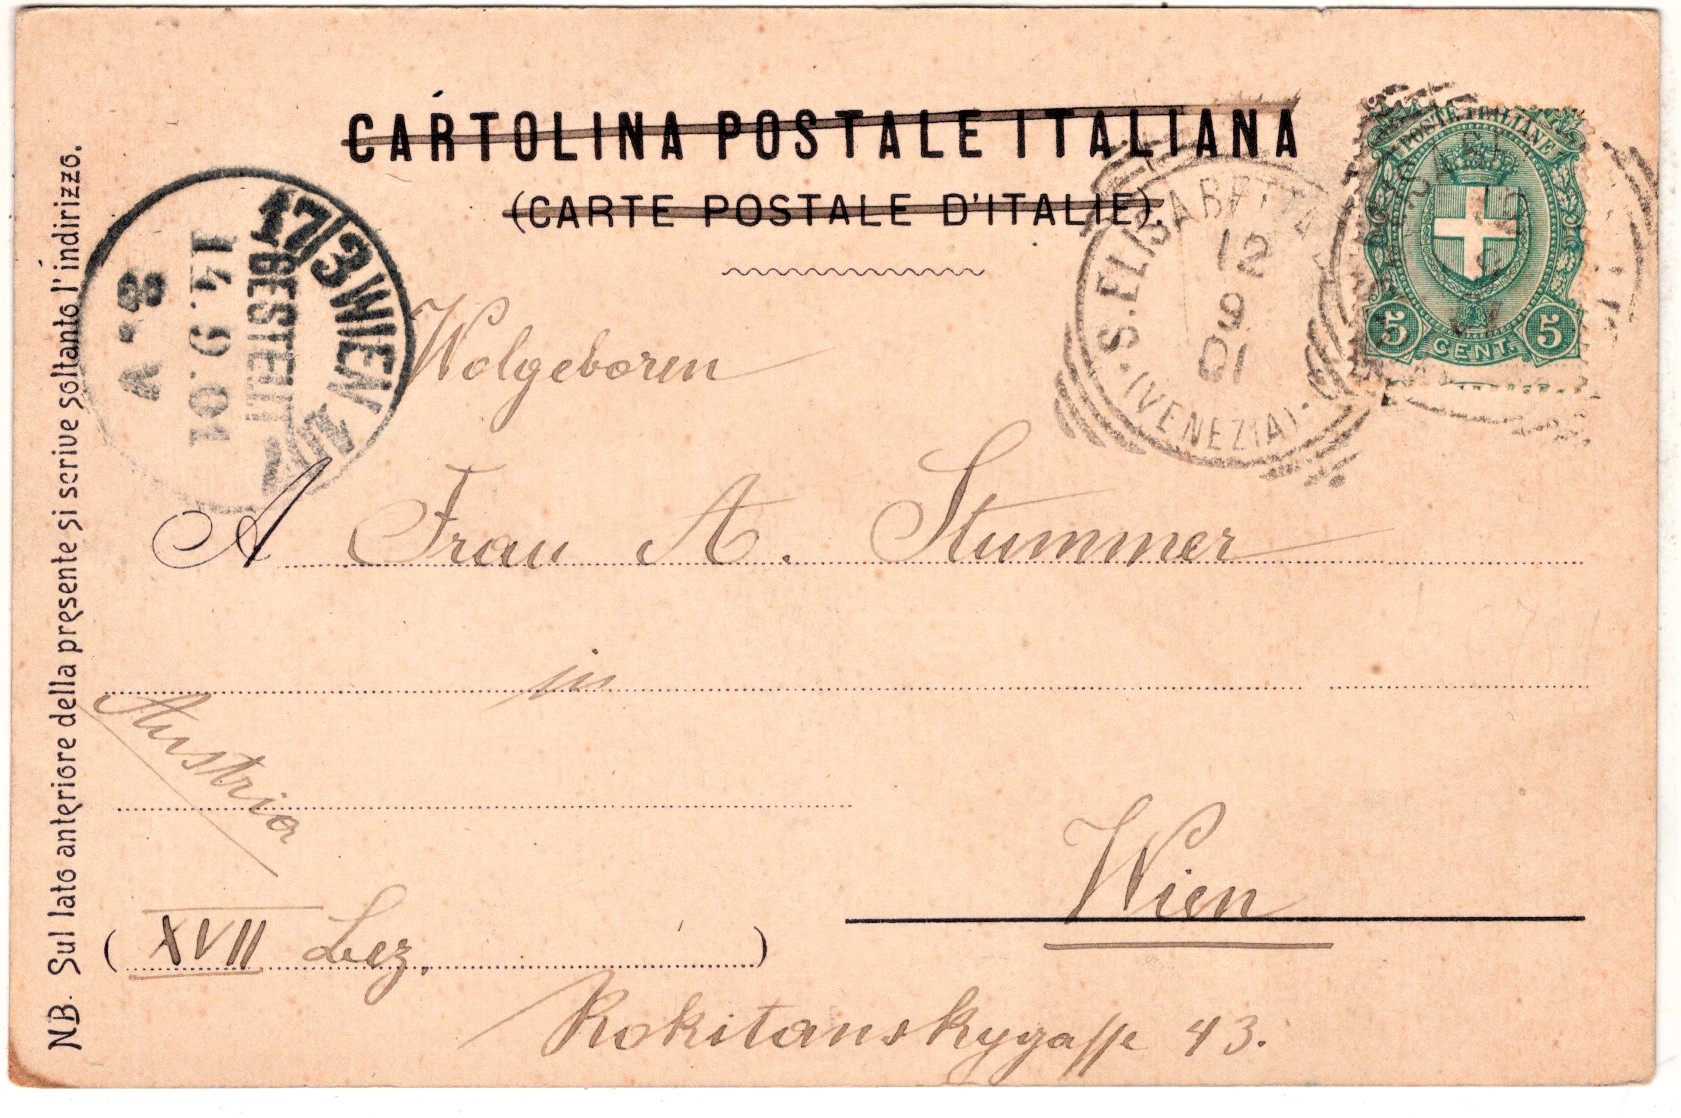 CARTOLINA POSTALE ITALIANA
(CARTE POSTALE D'ITALIE).
POSTE ITALIANE
5 CENT. 5
S. ELISABETTA
12
9
01
(VENEZIA)
17/3 WIEN
BESTELLT
14.9.01
8. V
Wolgeboren
A Frau A. Stummer
in
Austria
Wien
(XVII Bez.)
Rokitanskygasse 43.
NB. Sul lato anteriore della presente si scrive soltanto l'indirizzo.